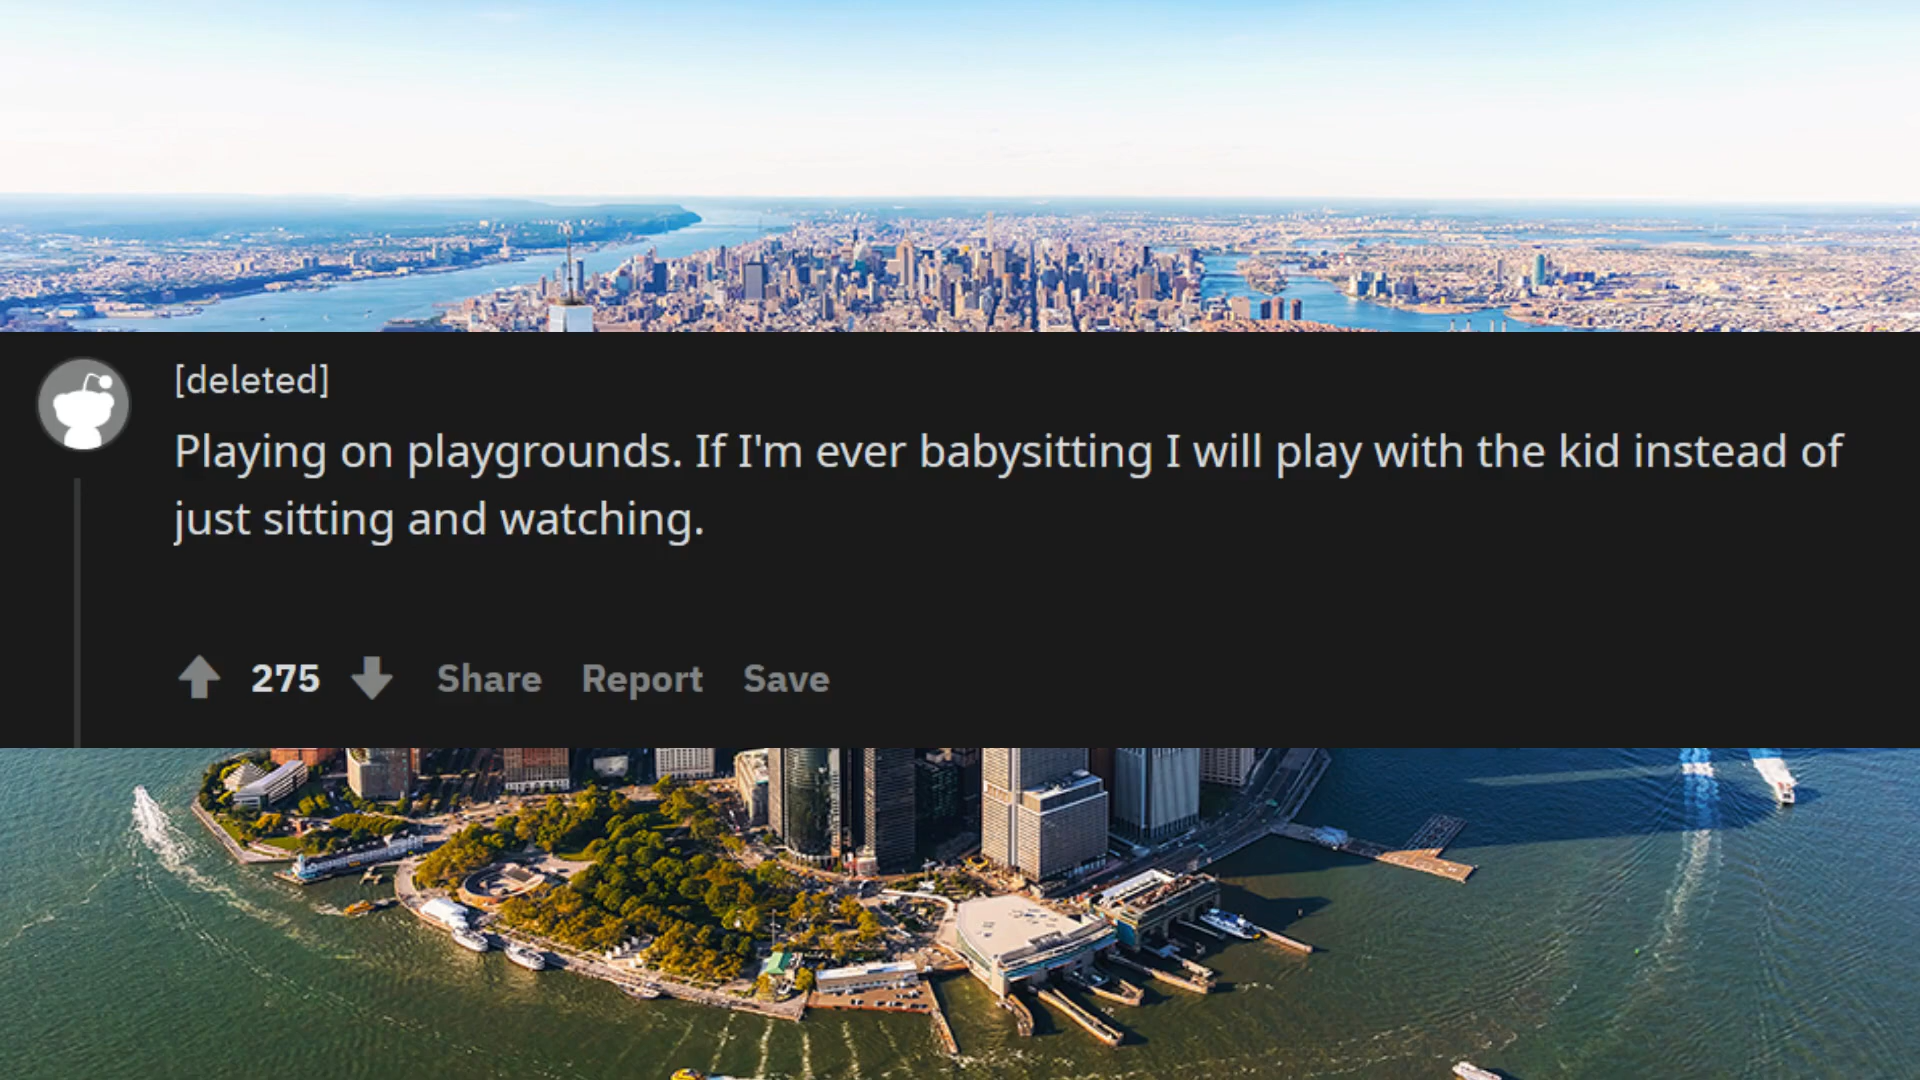 [deleted]
Playing on playgrounds. If I'm ever babysitting I will play with the kid instead of
just sitting and watching.
275 Share Report Save